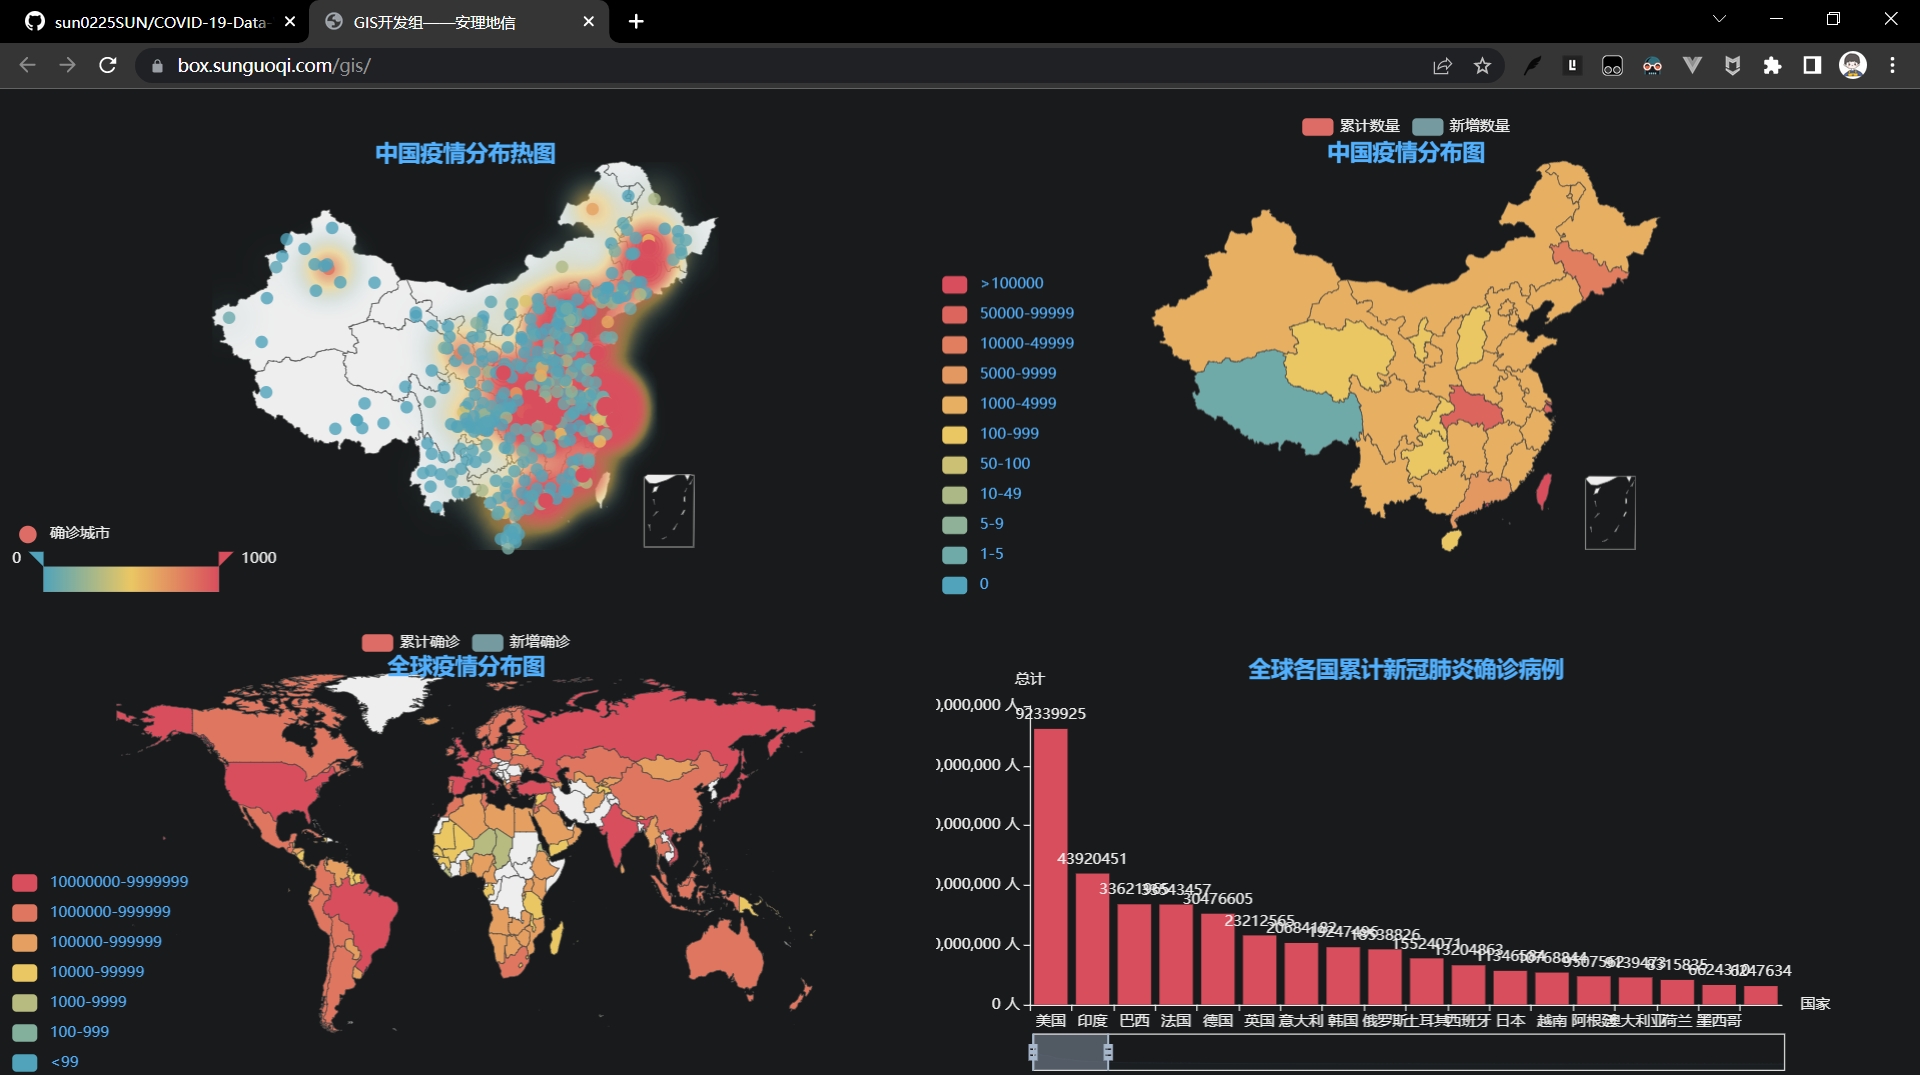 sun0225SUN/COVID-19-Data-
GIS开发组——安理地信
box.sunguoqi.com/gis/
中国疫情分布热图
确诊城市
0
1000
累计数量
新增数量
中国疫情分布图
>100000
50000-99999
10000-49999
5000-9999
1000-4999
100-999
50-100
10-49
5-9
1-5
0
累计确诊
新增确诊
全球疫情分布图
10000000-9999999
1000000-999999
100000-999999
10000-99999
1000-9999
100-999
<99
全球各国累计新冠肺炎确诊病例
总计
0,000,000 人
0,000,000 人
0,000,000 人
0,000,000 人
0,000,000 人
0 人
92339925
43920451
30476605
23212565
15524071
13204863
6247634
美国
印度
巴西
法国
德国
英国
意大利
韩国
俄罗斯
土耳其
西班牙
日本
越南
阿根廷
澳大利亚
荷兰
墨西哥
国家